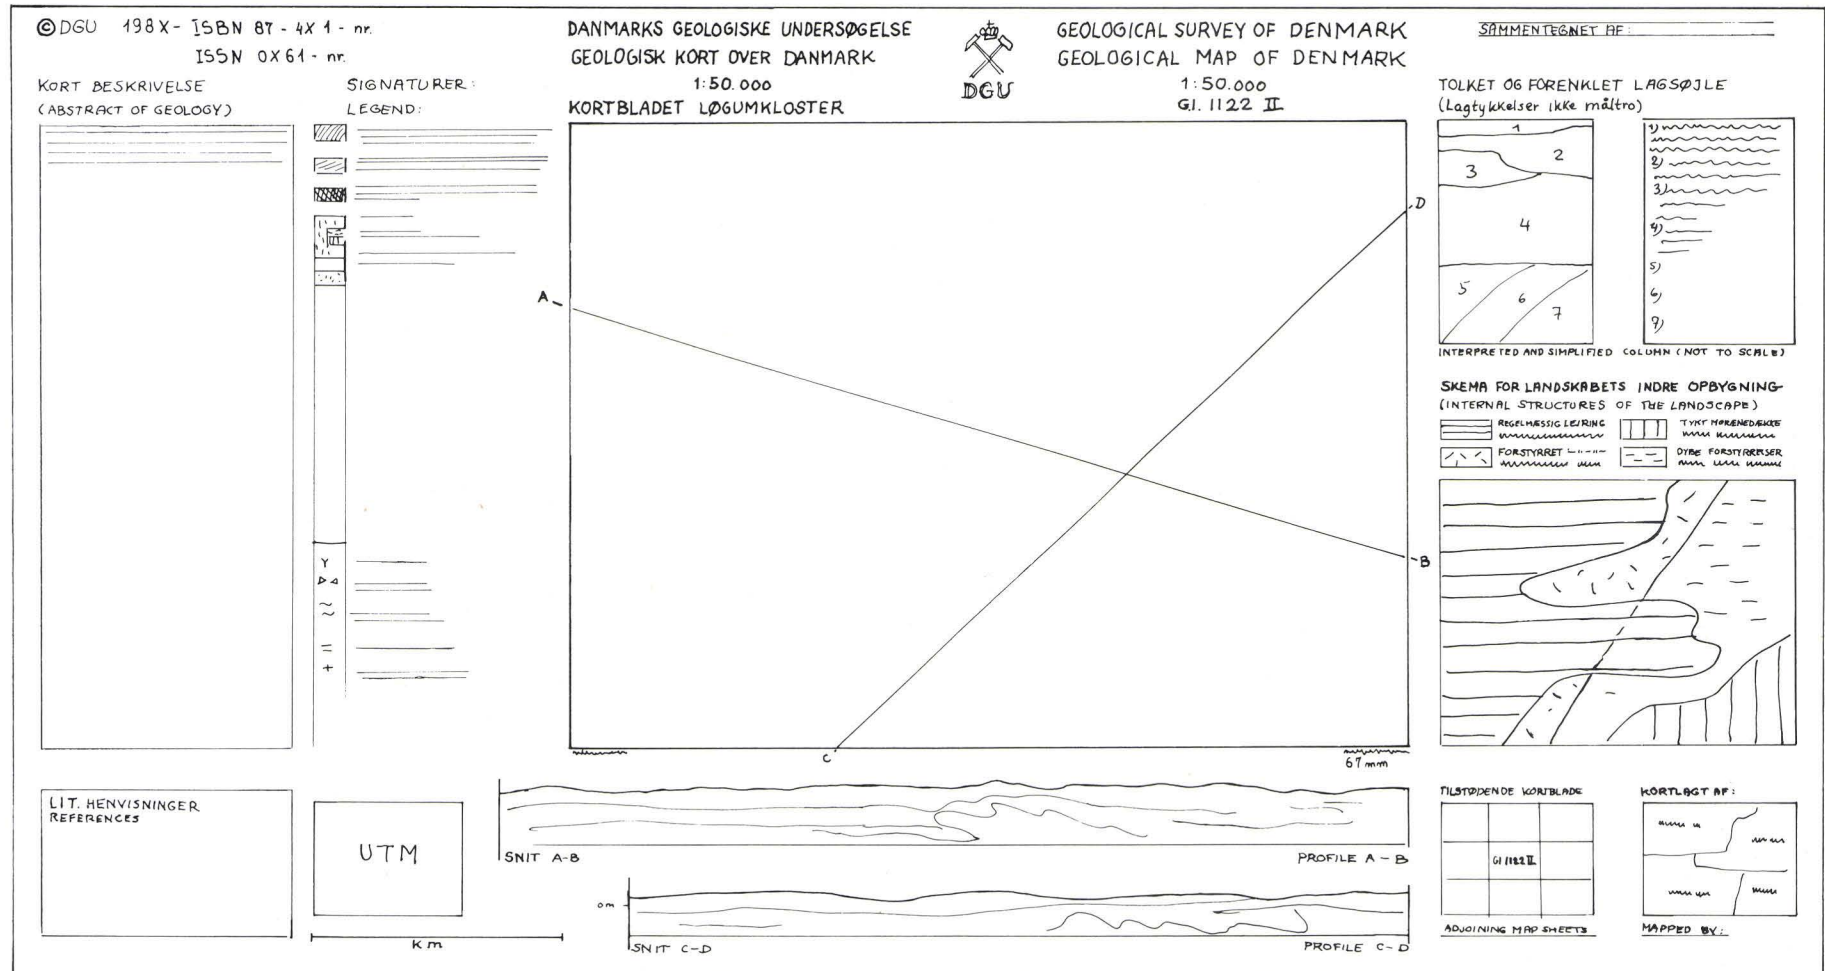 ©DGU 198X- ISBN 87 - 4X 1 - nr.
ISSN 0X61 - nr.
DANMARKS GEOLOGISKE UNDERSØGELSE
GEOLOGISK KORT OVER DANMARK
1:50.000
KORTBLADET LØGUMKLOSTER
DGU
GEOLOGICAL SURVEY OF DENMARK
GEOLOGICAL MAP OF DENMARK
1:50.000
G.I. 1122 II
SAMMENTEGNET AF:
KORT BESKRIVELSE
(ABSTRACT OF GEOLOGY)
SIGNATURER:
LEGEND:
Y
=
+
A
B
C
D
67 mm
TOLKET OG FORENKLET LAGSØJLE
(Lagtykkelser ikke måltro)
1
2
3
4
5
6
7
1)
2)
3)
4)
5)
6)
7)
INTERPRETED AND SIMPLIFIED COLUMN (NOT TO SCALE)
SKEMA FOR LANDSKABETS INDRE OPBYGNING
(INTERNAL STRUCTURES OF THE LANDSCAPE)
REGELMÆSSIG LEJRING
TYKT MORÆNEDÆKKE
FORSTYRRET
DYBE FORSTYRRELSER
LIT. HENVISNINGER
REFERENCES
UTM
Km
SNIT A-B
PROFILE A - B
0 m
SNIT C-D
PROFILE C-D
TILSTØDENDE KORTBLADE
GI 1122 II
ADJOINING MAP SHEETS
KORTLAGT AF:
MAPPED BY: